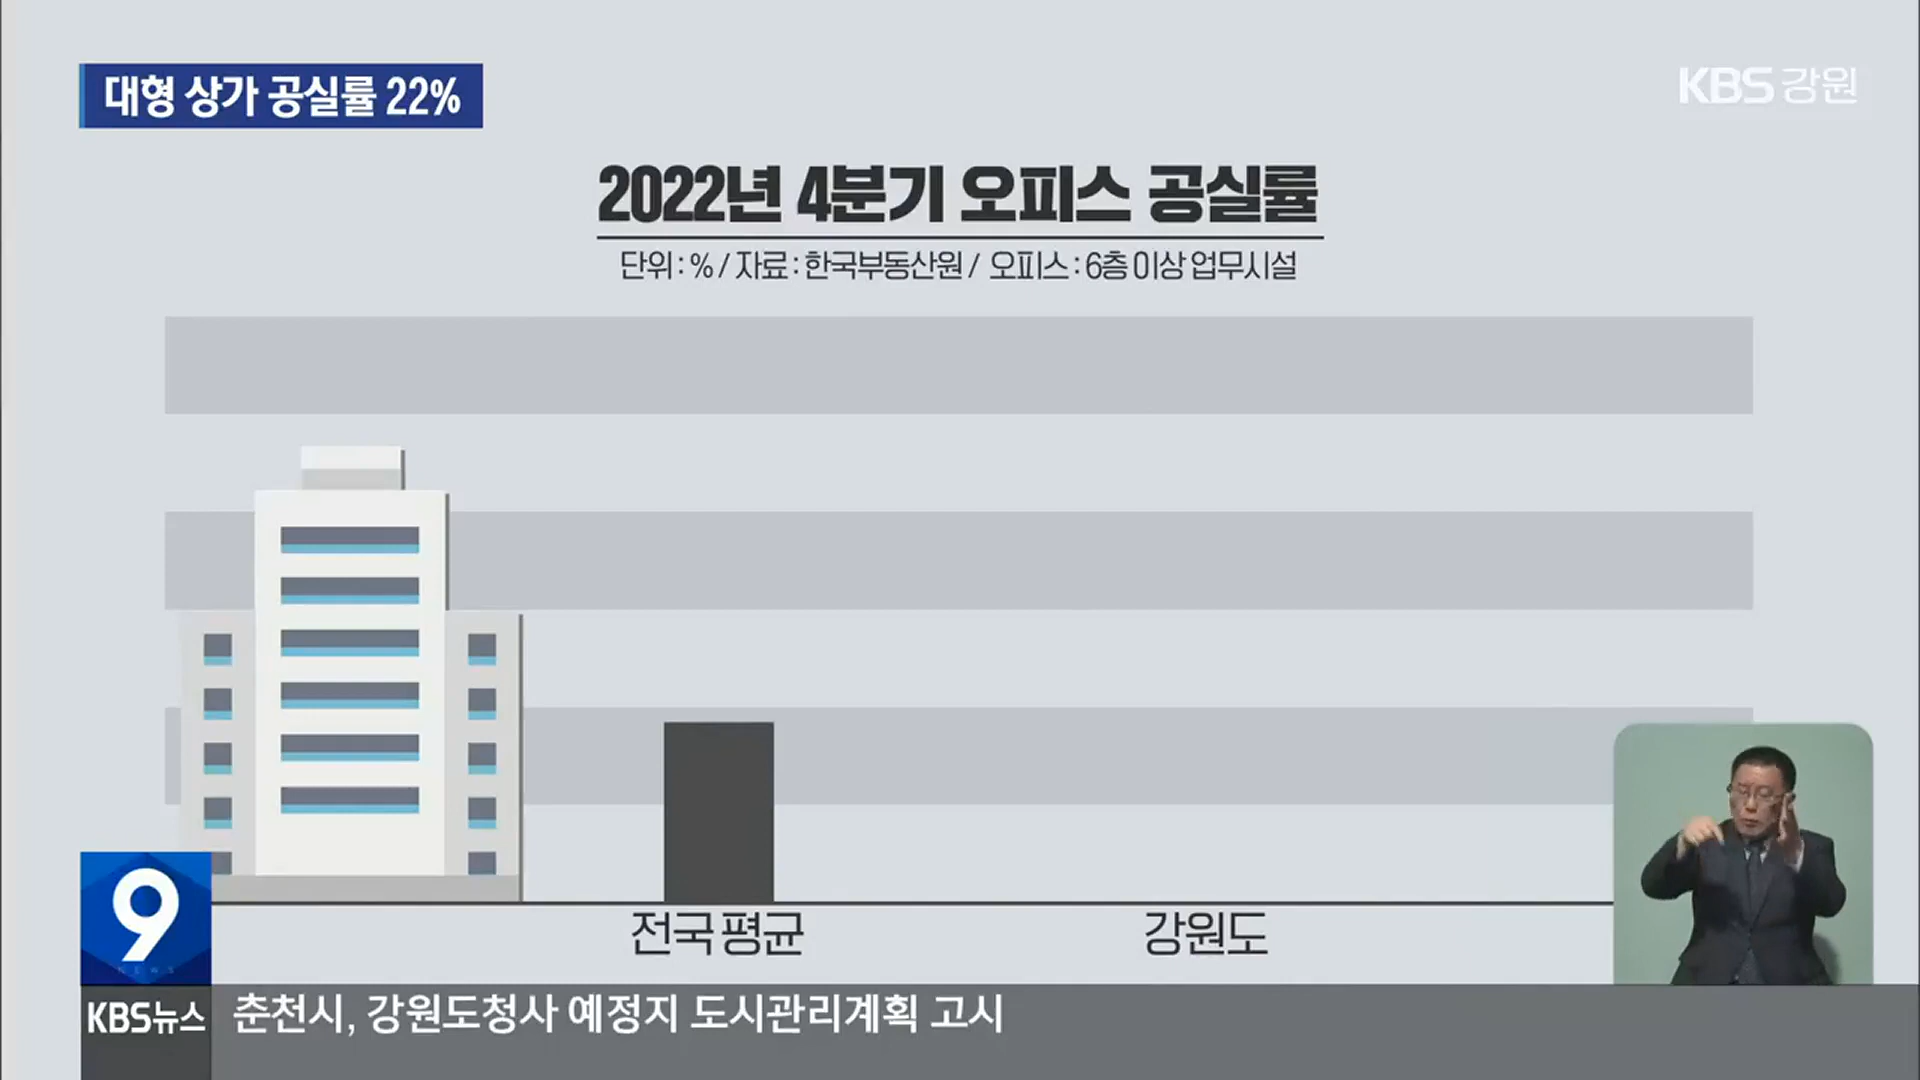 대형 상가 공실률 22%
KBS 강원
2022년 4분기 오피스 공실률
단위 : % / 자료 : 한국부동산원 / 오피스 : 6층 이상 업무시설
전국 평균
강원도
9
NEWS
KBS뉴스
춘천시, 강원도청사 예정지 도시관리계획 고시